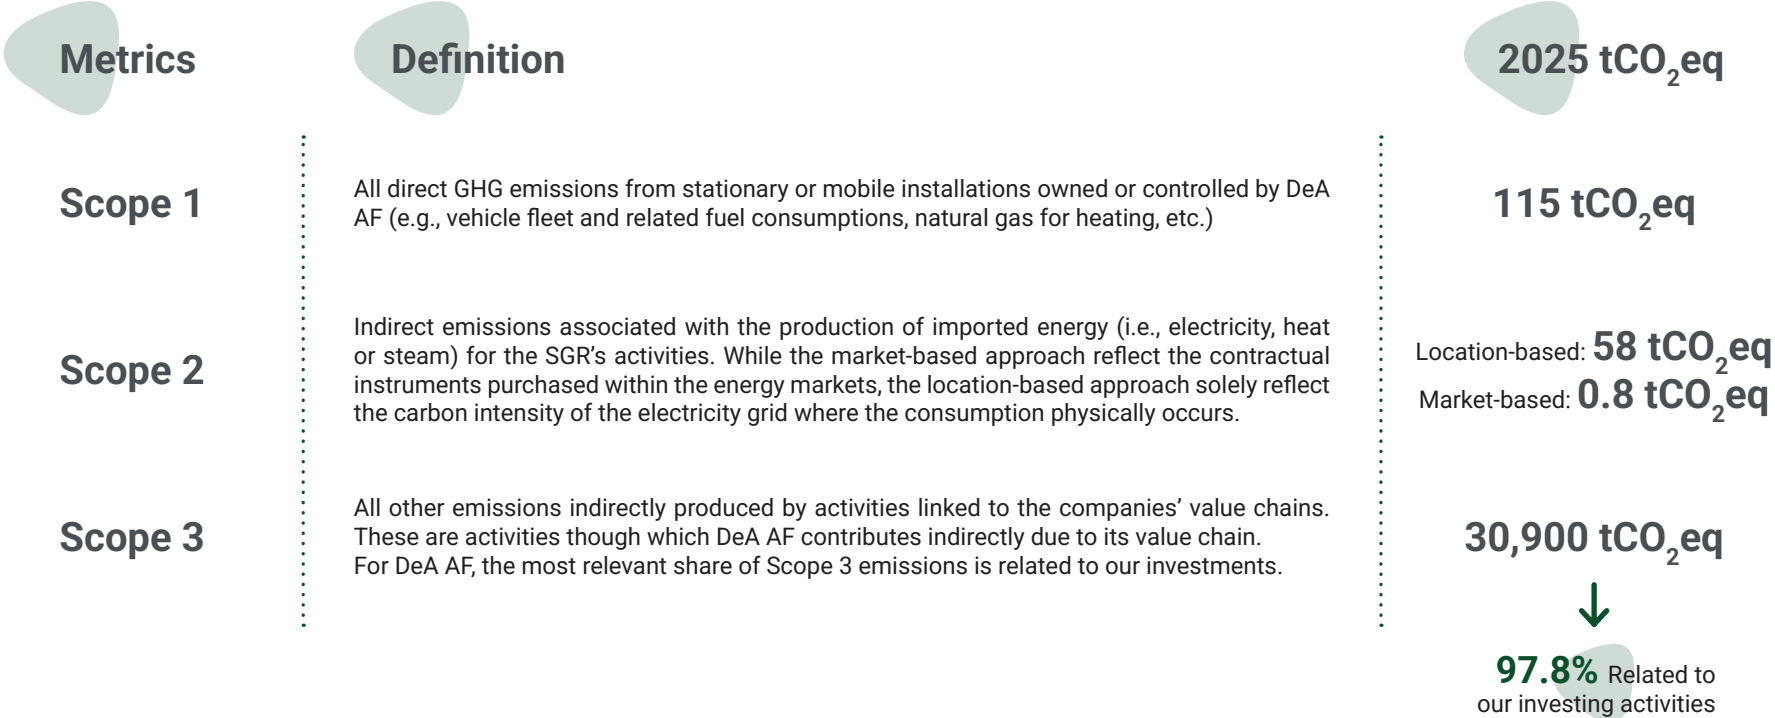 Metrics
Definition
2025 tCO₂eq
Scope 1
All direct GHG emissions from stationary or mobile installations owned or controlled by DeA
AF (e.g., vehicle fleet and related fuel consumptions, natural gas for heating, etc.)
115 tCO₂eq
Scope 2
Indirect emissions associated with the production of imported energy (i.e., electricity, heat
or steam) for the SGR's activities. While the market-based approach reflect the contractual
instruments purchased within the energy markets, the location-based approach solely reflect
the carbon intensity of the electricity grid where the consumption physically occurs.
Location-based: 58 tCO₂eq
Market-based: 0.8 tCO₂eq
Scope 3
All other emissions indirectly produced by activities linked to the companies' value chains.
These are activities though which DeA AF contributes indirectly due to its value chain.
For DeA AF, the most relevant share of Scope 3 emissions is related to our investments.
30,900 tCO₂eq
97.8% Related to
our investing activities